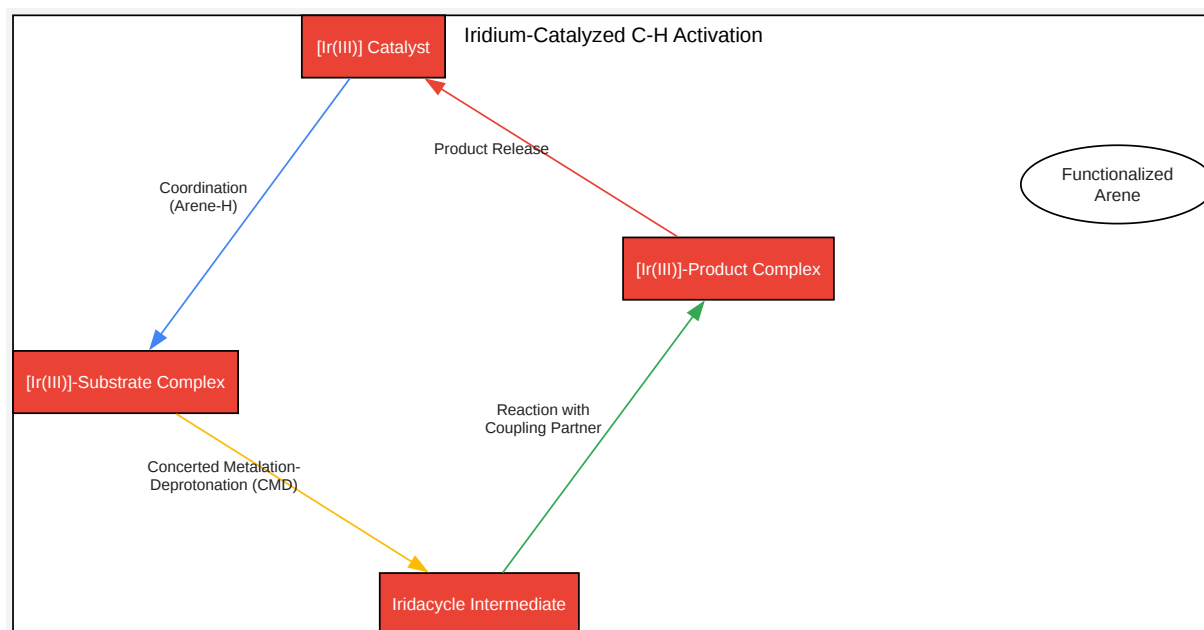 [Ir(III)] Catalyst
Iridium-Catalyzed C-H Activation
Product Release
Functionalized
Arene
Coordination
(Arene-H)
[Ir(III)]-Product Complex
[Ir(III)]-Substrate Complex
Reaction with
Coupling Partner
Concerted Metalation-
Deprotonation (CMD)
Iridacycle Intermediate